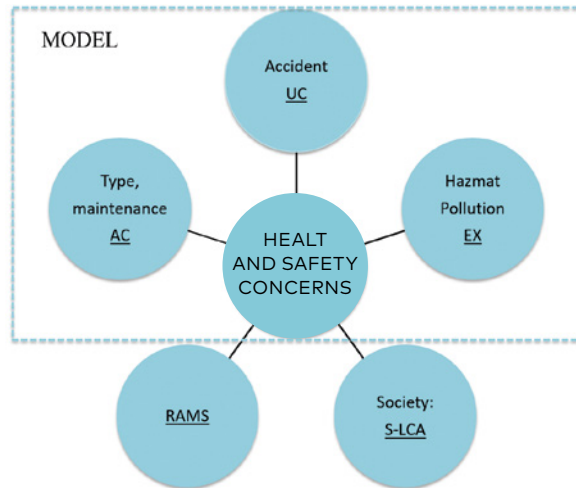 MODEL
Accident
UC
Type,
maintenance
AC
Hazmat
Pollution
EX
HEALT
AND SAFETY
CONCERNS
RAMS
Society:
S-LCA